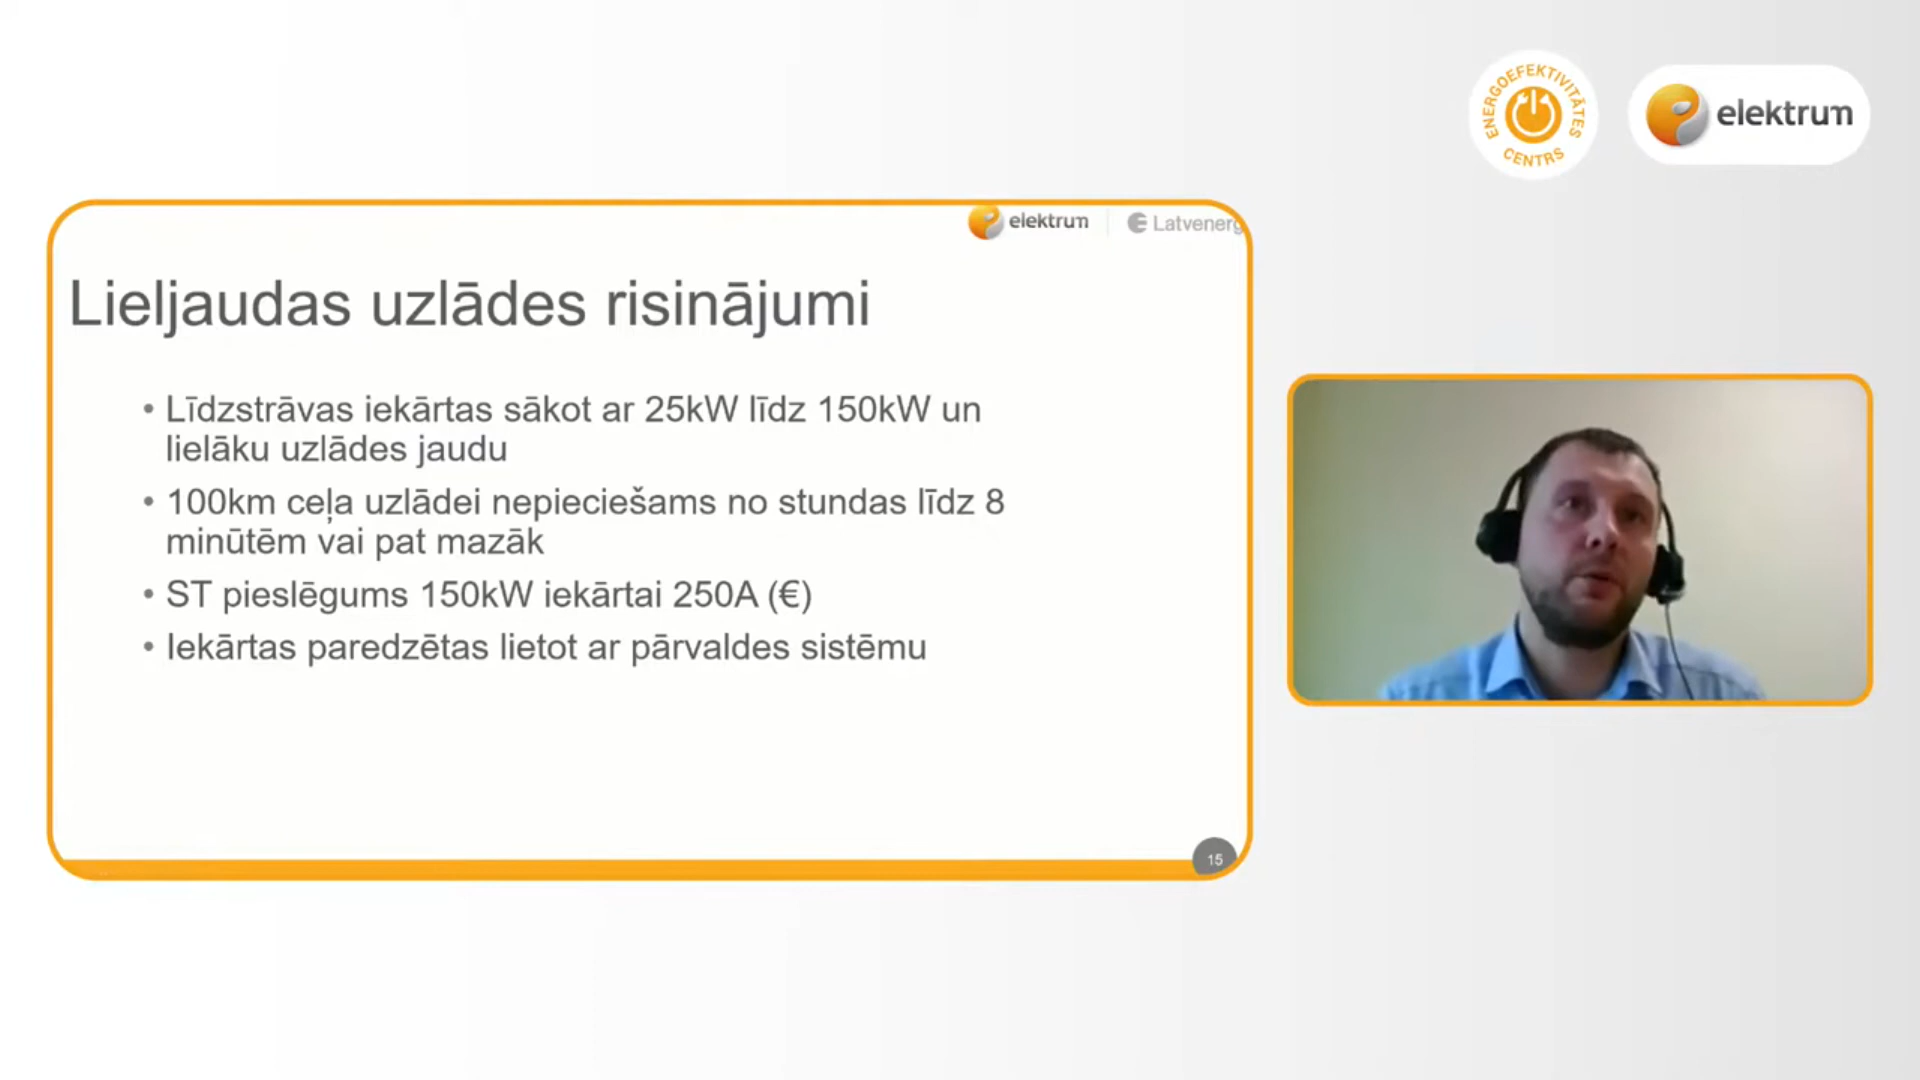 ENERGOEFEKTIVITĀTES
CENTRS
elektrum
elektrum
Latvenerg
Lieljaudas uzlādes risinājumi
• Līdzstrāvas iekārtas sākot ar 25kW līdz 150kW un
lielāku uzlādes jaudu
• 100km ceļa uzlādei nepieciešams no stundas līdz 8
minūtēm vai pat mazāk
• ST pieslēgums 150kW iekārtai 250A (€)
• Iekārtas paredzētas lietot ar pārvaldes sistēmu
15